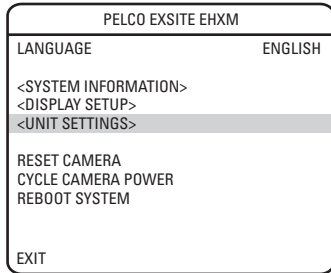 PELCO EXSITE EHXM
LANGUAGE ENGLISH
<SYSTEM INFORMATION>
<DISPLAY SETUP>
<UNIT SETTINGS>
RESET CAMERA
CYCLE CAMERA POWER
REBOOT SYSTEM
EXIT